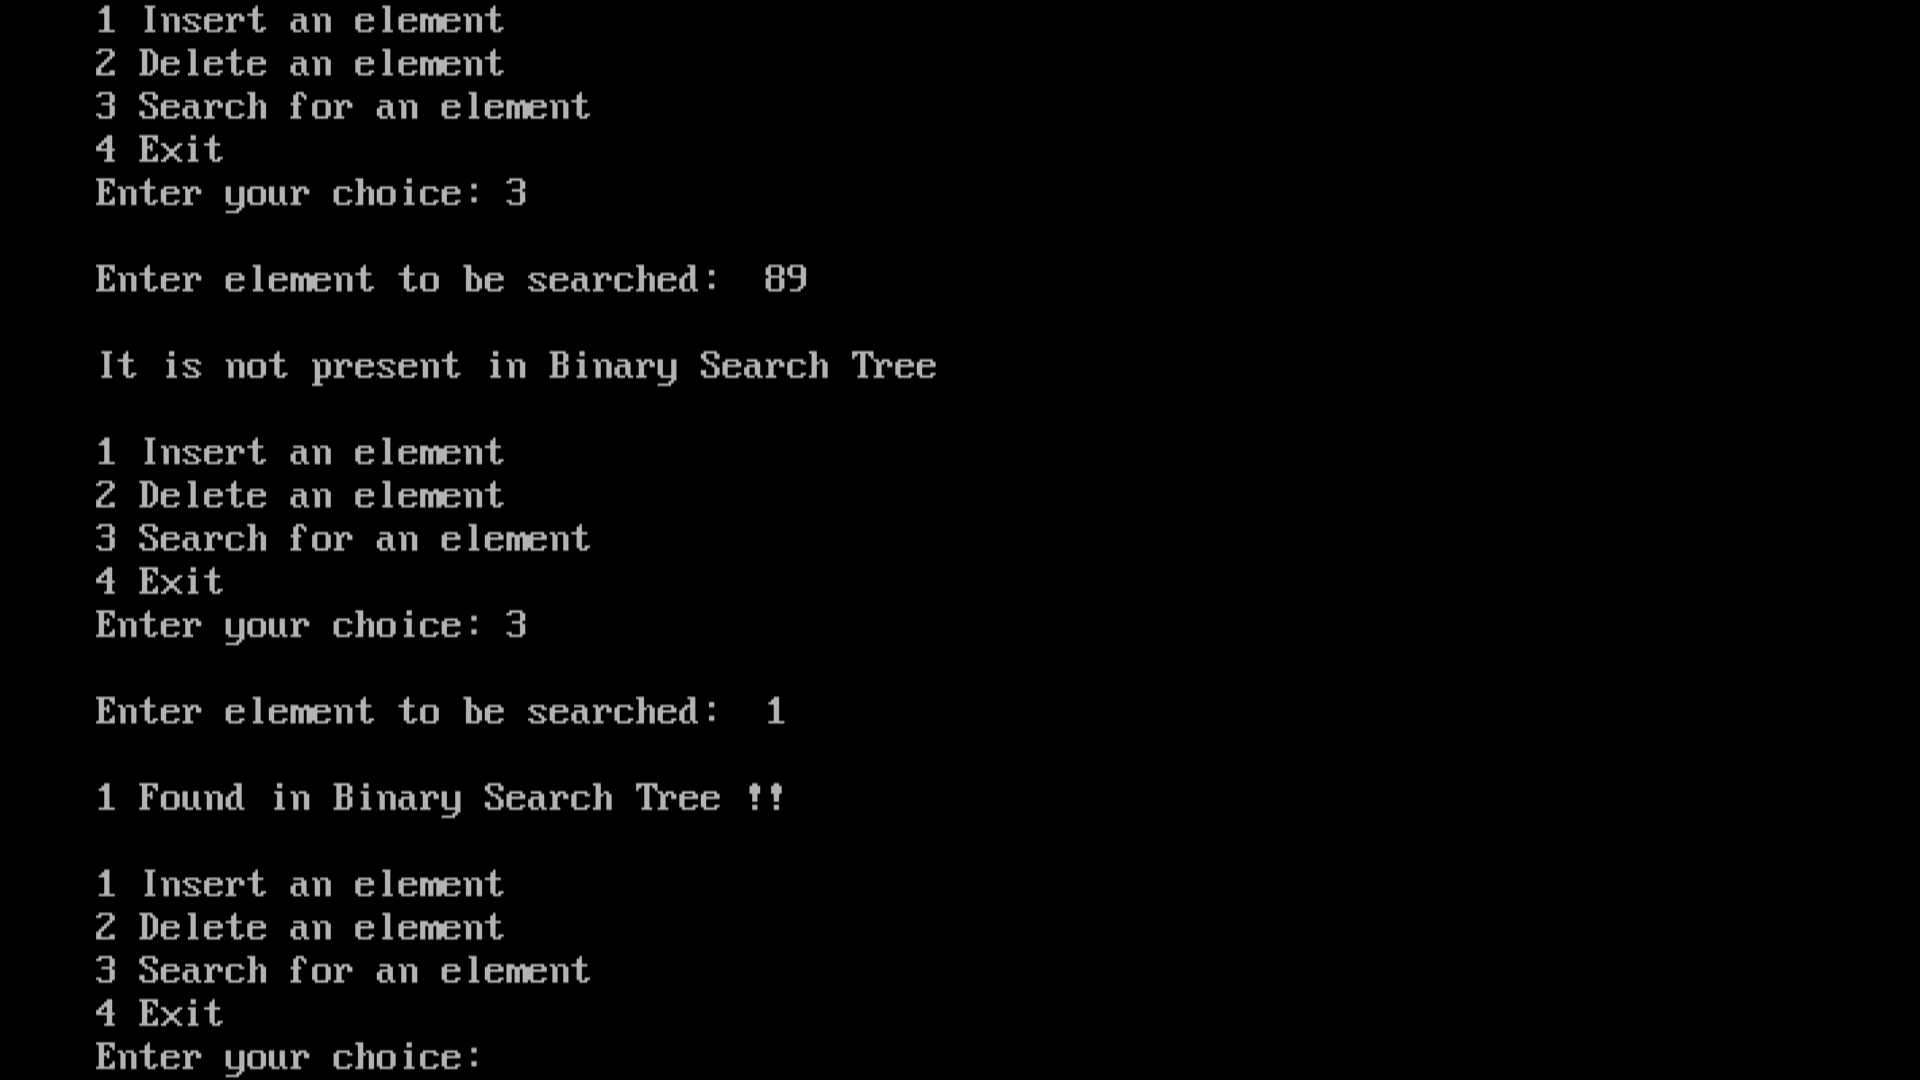 1 Insert an element
2 Delete an element
3 Search for an element
4 Exit
Enter your choice: 3
Enter element to be searched:  89
It is not present in Binary Search Tree
1 Insert an element
2 Delete an element
3 Search for an element
4 Exit
Enter your choice: 3
Enter element to be searched:  1
1 Found in Binary Search Tree !!
1 Insert an element
2 Delete an element
3 Search for an element
4 Exit
Enter your choice: